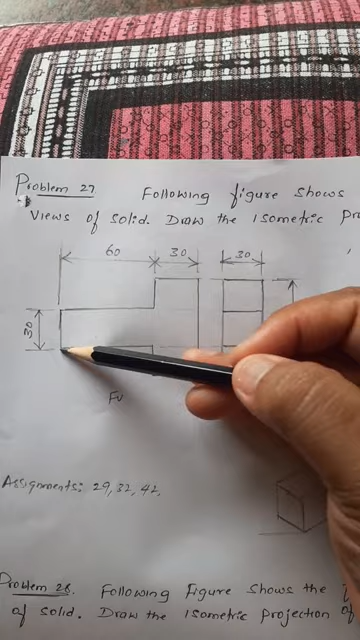 Problem 27. Following figure shows
Views of solid. Draw the isometric
60 30 30
30
FV
Assignments: 29, 32, 42,
Problem 28. Following Figure shows the
of solid. Draw the isometric projection of